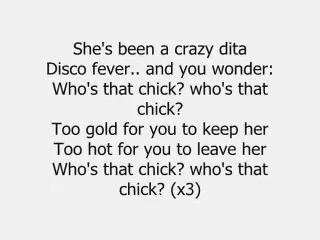 She's been a crazy dita
Disco fever.. and you wonder:
Who's that chick? who's that
chick?
Too gold for you to keep her
Too hot for you to leave her
Who's that chick? who's that
chick? (x3)